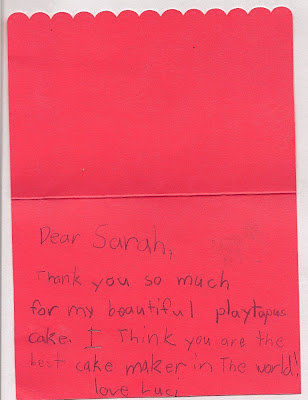 Dear Sarah,
Thank you so much
for my beautiful playtapus
cake. I Think you are the
best cake maker in The world!
love